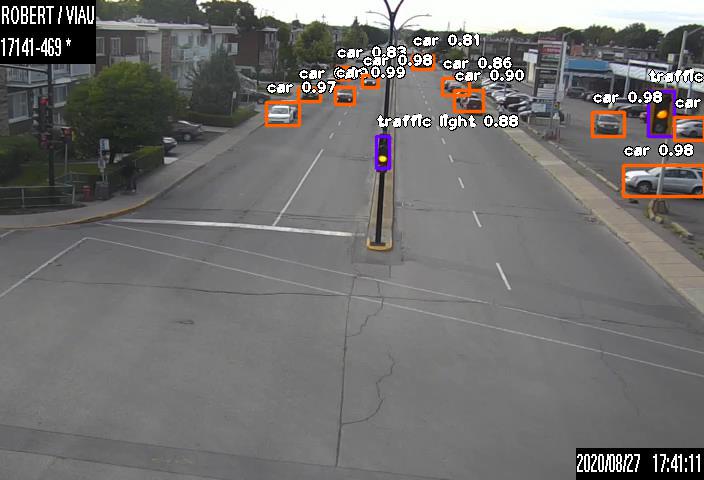 ROBERT / VIAU
17141-469 *
car 0.83
car 0.81
car 0.98
car 0.86
car 0.99
car 0.90
car 0.97
car 0.98
car
traffic
traffic light 0.88
car 0.98
2020/08/27 17:41:11